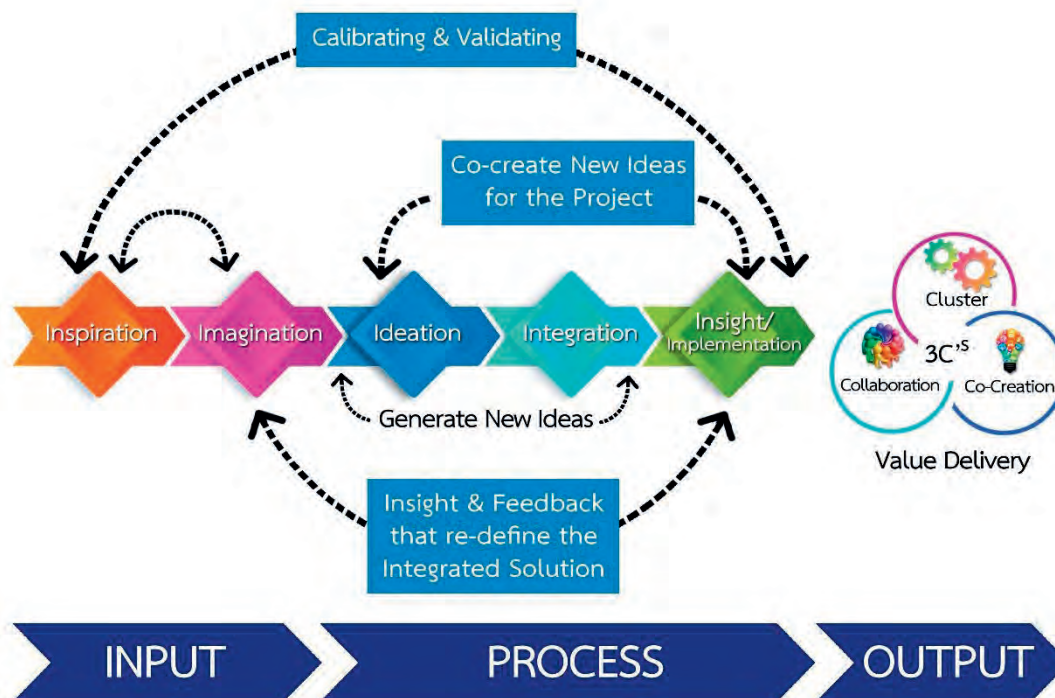 Calibrating & Validating
Co-create New Ideas
for the Project
Inspiration
Imagination
Ideation
Integration
Insight/
Implementation
Generate New Ideas
Insight & Feedback
that re-define the
Integrated Solution
Cluster
3C'S
Collaboration
Co-Creation
Value Delivery
INPUT
PROCESS
OUTPUT